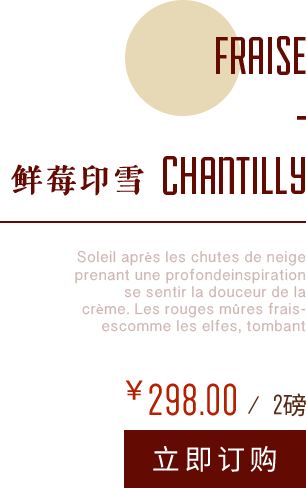 FRAISE
-
鲜莓印雪 CHANTILLY
Soleil après les chutes de neige
prenant une profondeinspiration
se sentir la douceur de la
crème. Les rouges mûres frais-
escomme les elfes, tombant
￥298.00 / 2磅
立即订购